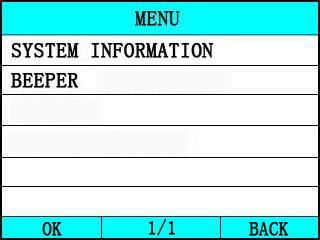 MENU
SYSTEM INFORMATION
BEEPER
OK 1/1 BACK